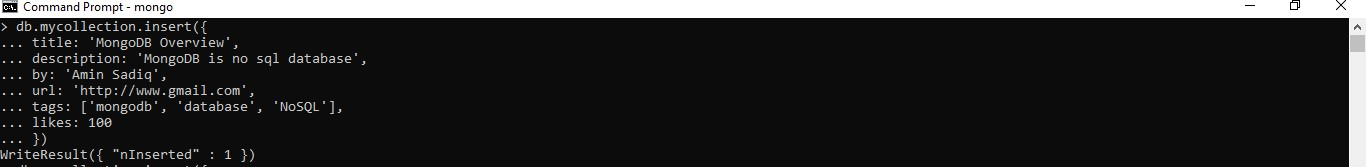 Command Prompt - mongo
> db.mycollection.insert({
... title: 'MongoDB Overview',
... description: 'MongoDB is no sql database',
... by: 'Amin Sadiq',
... url: 'http://www.gmail.com',
... tags: ['mongodb', 'database', 'NoSQL'],
... likes: 100
... })
WriteResult({ "nInserted" : 1 })